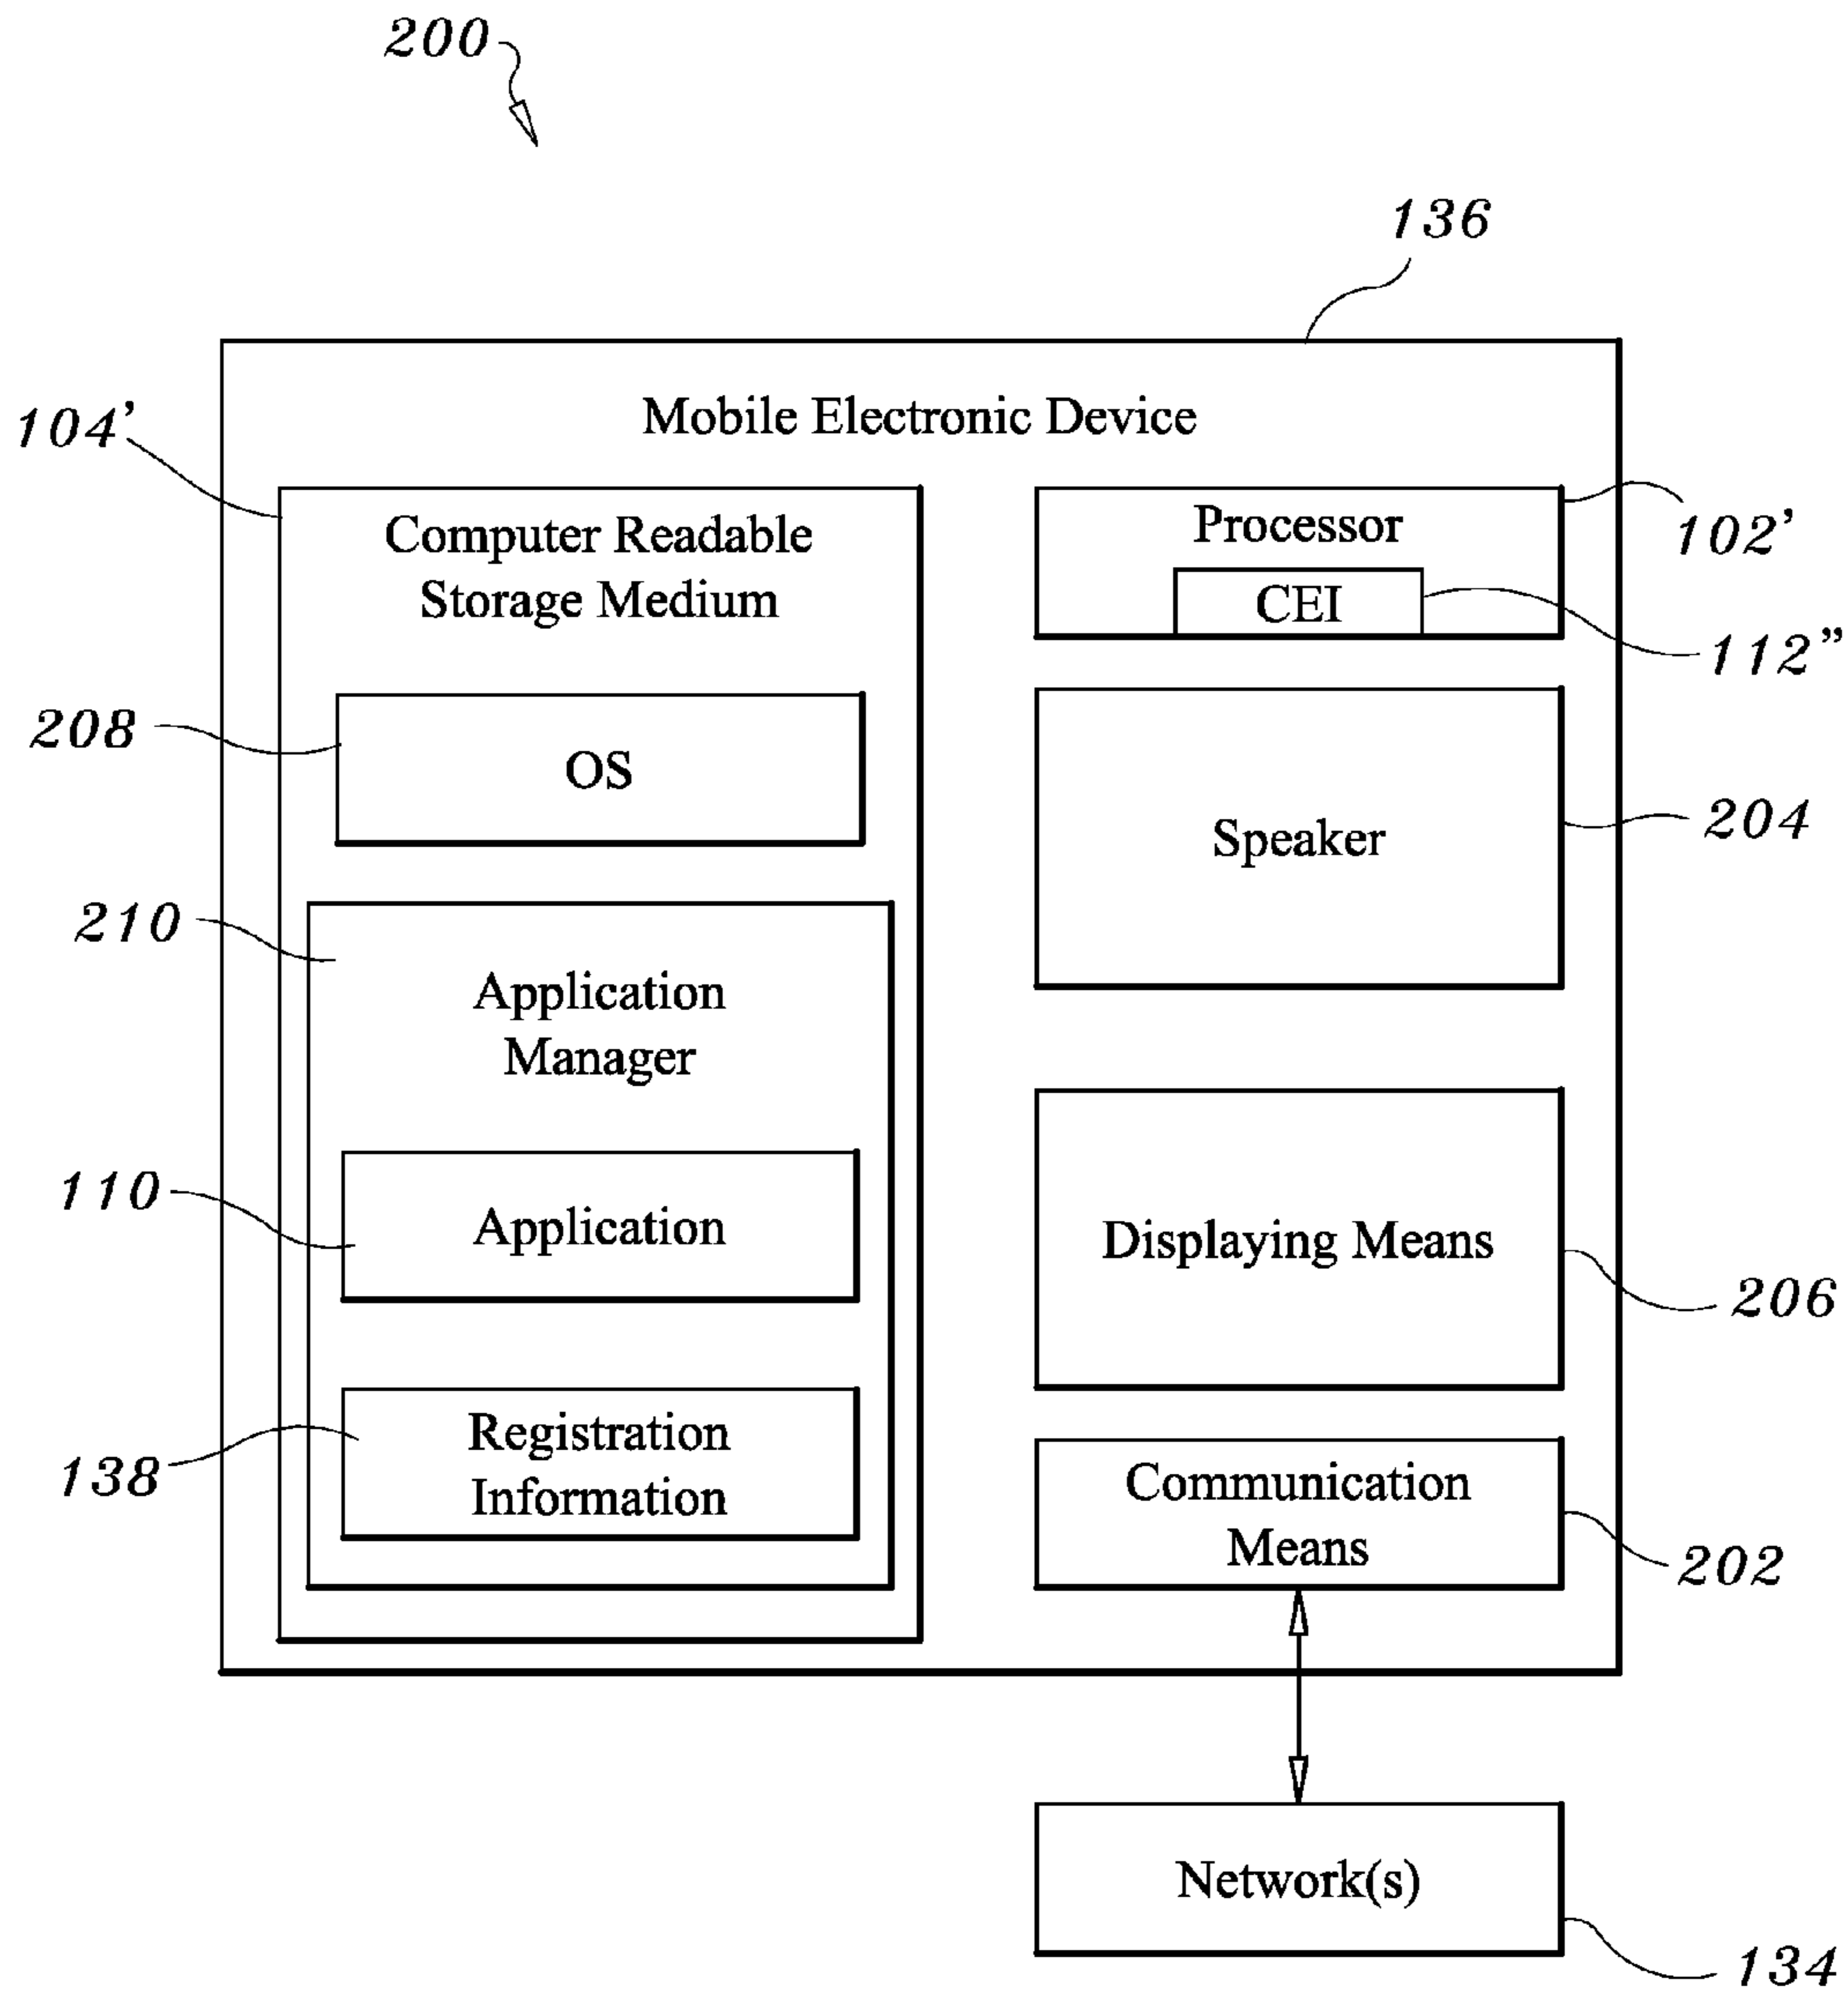 200
136
Mobile Electronic Device
104’
Computer Readable
Storage Medium
Processor
102’
CEI
112”
208
OS
Speaker
204
210
Application
Manager
110
Application
Displaying Means
206
138
Registration
Information
Communication
Means
202
Network(s)
134